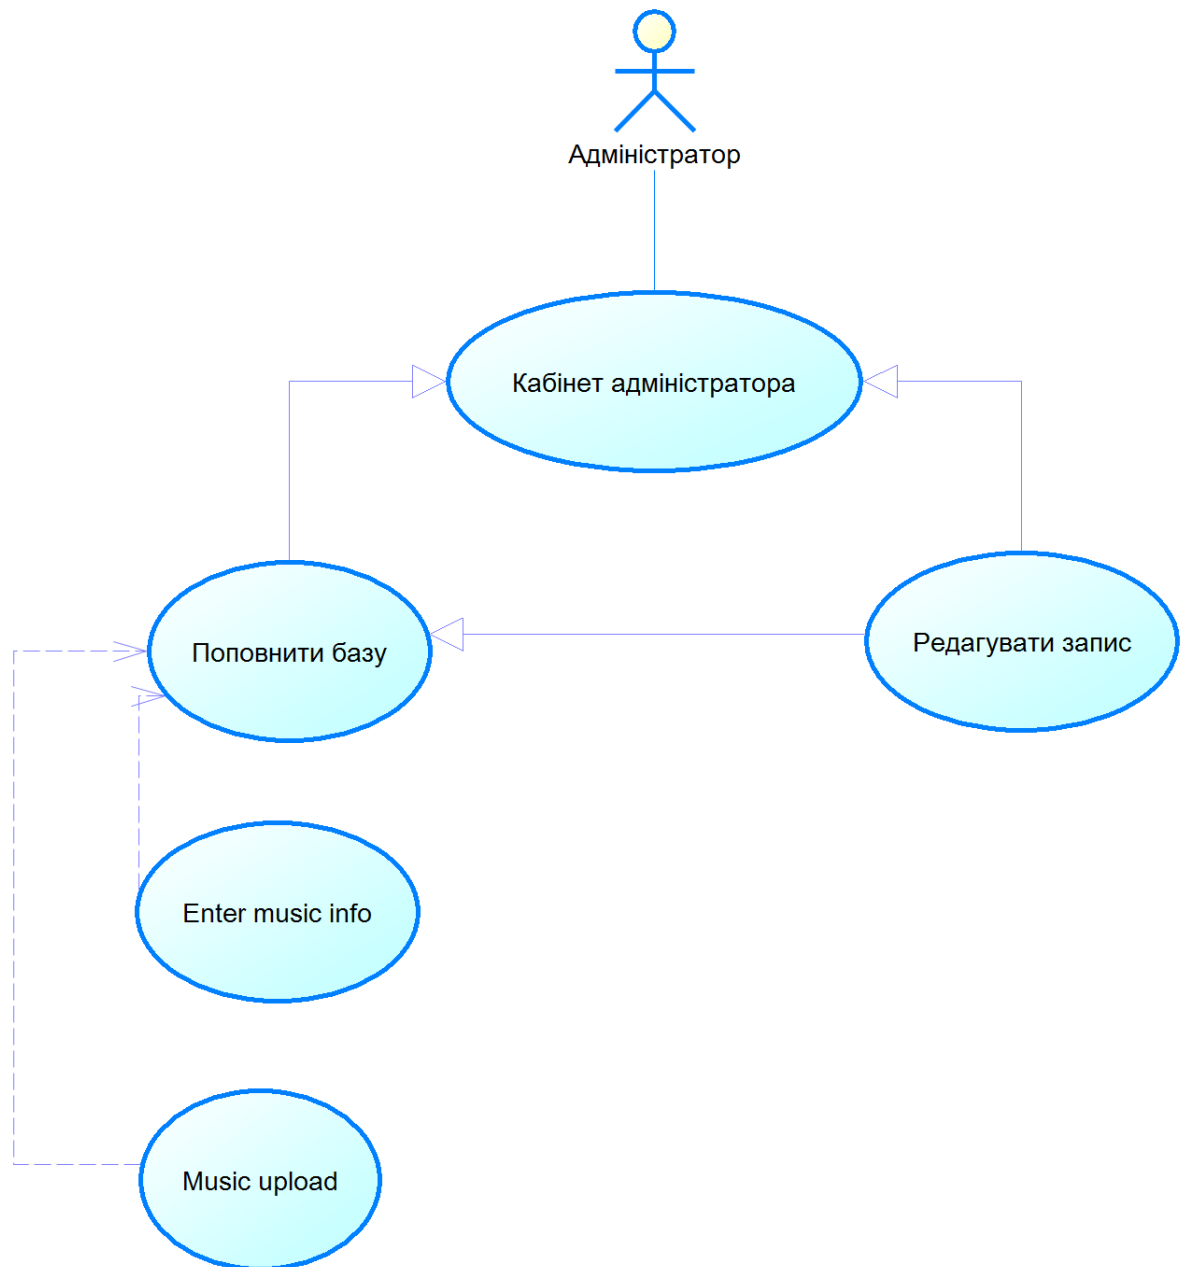 Адміністратор
Кабінет адміністратора
Поповнити базу
Редагувати запис
Enter music info
Music upload